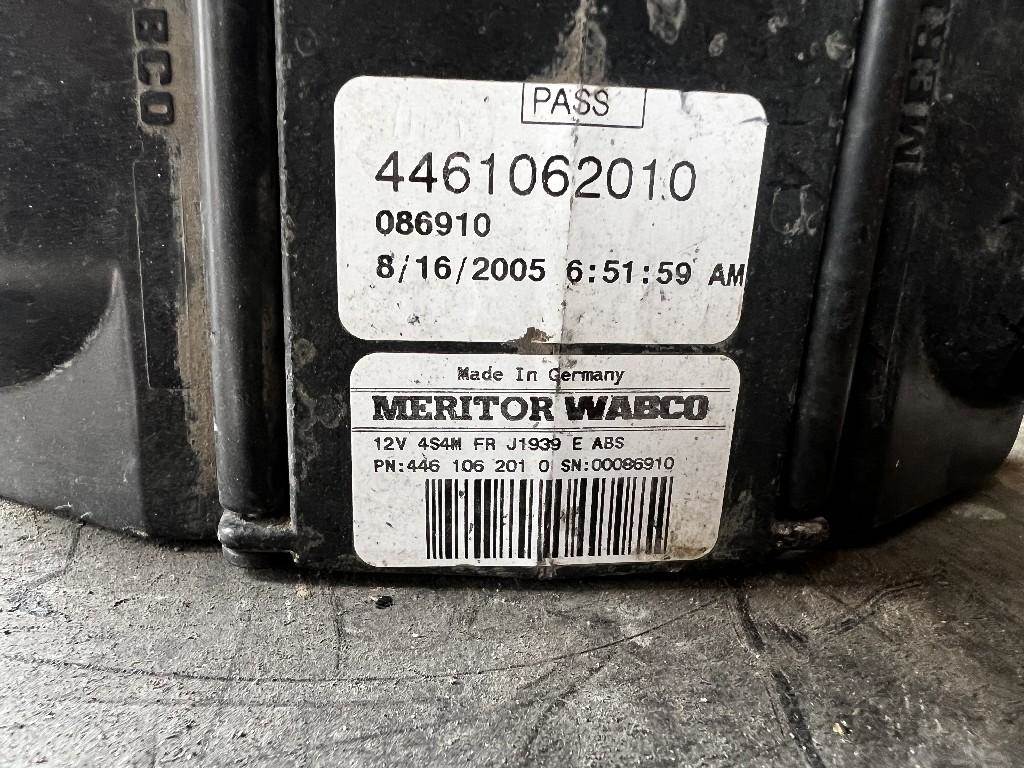 BCO
PASS
4461062010
086910
8/16/2005 6:51:59 AM
Made In Germany
MERITOR WABCO
12V 4S4M FR J1939 E ABS
PN:446 106 201 0 SN:00086910